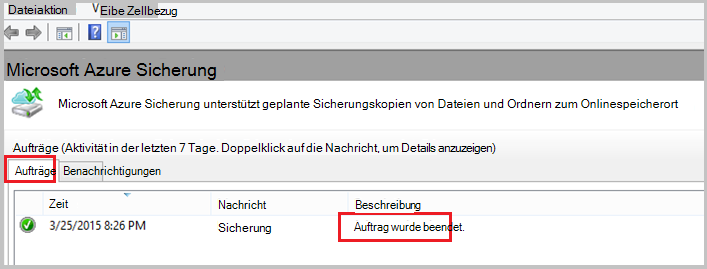 Dateiaktion V Eibe Zellbezug
Microsoft Azure Sicherung
Microsoft Azure Sicherung unterstützt geplante Sicherungskopien von Dateien und Ordnern zum Onlinespeicherort
Aufträge (Aktivität in der letzten 7 Tage. Doppelklick auf die Nachricht, um Details anzuzeigen)
Aufträge Benachrichtigungen
Zeit Nachricht Beschreibung
3/25/2015 8:26 PM Sicherung Auftrag wurde beendet.